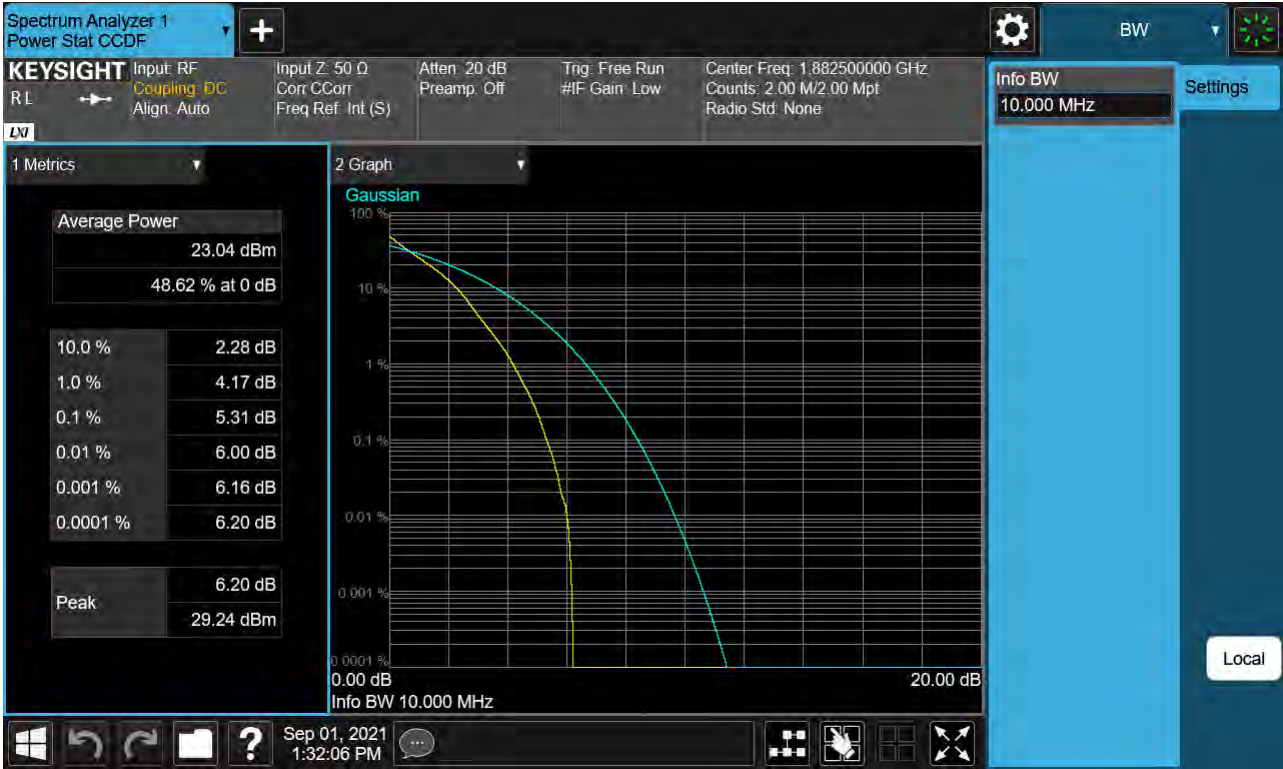 Spectrum Analyzer 1
Power Stat CCDF
+
BW
KEYSIGHT
R L
LXI
Input: RF
Coupling: DC
Align: Auto
Input Z: 50 Ω
Corr CCorr
Freq Ref: Int (S)
Atten: 20 dB
Preamp: Off
Trig: Free Run
#IF Gain: Low
Center Freq: 1.882500000 GHz
Counts: 2.00 M/2.00 Mpt
Radio Std: None
Info BW
10.000 MHz
Settings
1 Metrics
Average Power
23.04 dBm
48.62 % at 0 dB
10.0 % 2.28 dB
1.0 % 4.17 dB
0.1 % 5.31 dB
0.01 % 6.00 dB
0.001 % 6.16 dB
0.0001 % 6.20 dB
Peak
6.20 dB
29.24 dBm
2 Graph
Gaussian
100 %
10 %
1 %
0.1 %
0.01 %
0.001 %
0.0001 %
0.00 dB 20.00 dB
Info BW 10.000 MHz
Local
?
Sep 01, 2021
1:32:06 PM